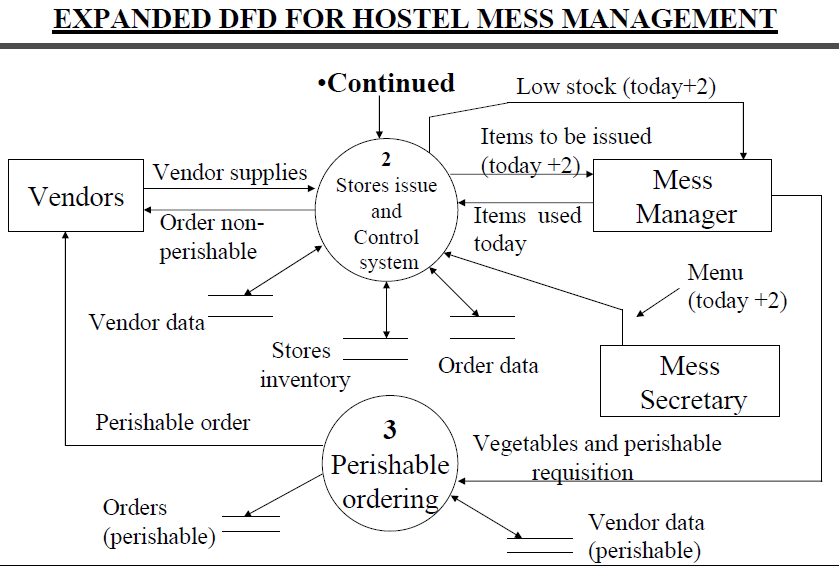 EXPANDED DFD FOR HOSTEL MESS MANAGEMENT
•Continued
Low stock (today+2)
Items to be issued
(today +2)
Vendors
Vendor supplies
Order non-
perishable
2
Stores issue
and
Control
system
Items used
today
Mess
Manager
Menu
(today +2)
Vendor data
Stores
inventory
Order data
Mess
Secretary
Perishable order
3
Perishable
ordering
Vegetables and perishable
requisition
Orders
(perishable)
Vendor data
(perishable)